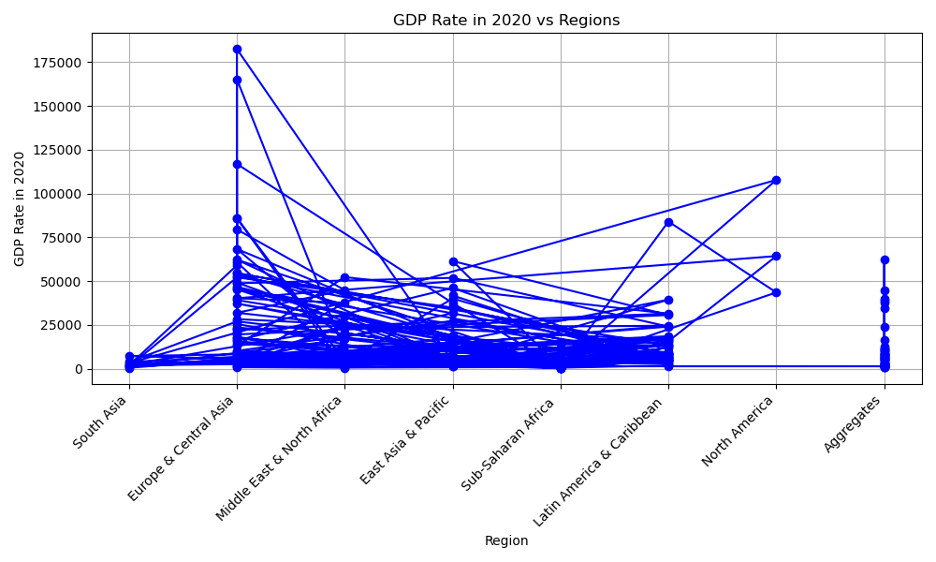 GDP Rate in 2020 vs Regions
GDP Rate in 2020
175000
150000
125000
100000
75000
50000
25000
0
South Asia
Europe & Central Asia
Middle East & North Africa
East Asia & Pacific
Sub-Saharan Africa
Latin America & Caribbean
North America
Aggregates
Region